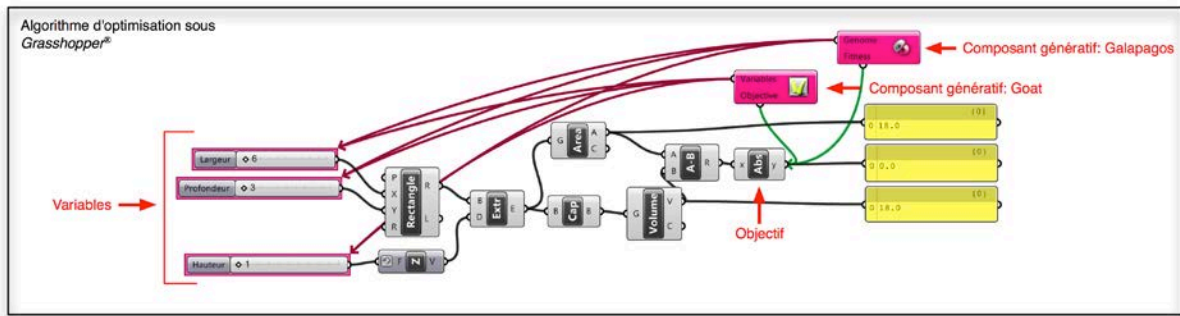 Algorithme d'optimisation sous
Grasshopper®
Genome
Fitness
Composant génératif: Galapagos
Variables
Objective
Composant génératif: Goat
Largeur ◇ 6
Profondeur ◇ 3
Hauteur ◇ 1
Variables
P
X
Y
R
Rectangle
R
L
F
Z
V
B
D
Extr
E
G
Area
A
C
B
Cap
B
G
Volume
V
C
A
B
A-B
R
x
Abs
y
Objectif
{0}
0 18.0
{0}
0 0.0
{0}
0 18.0